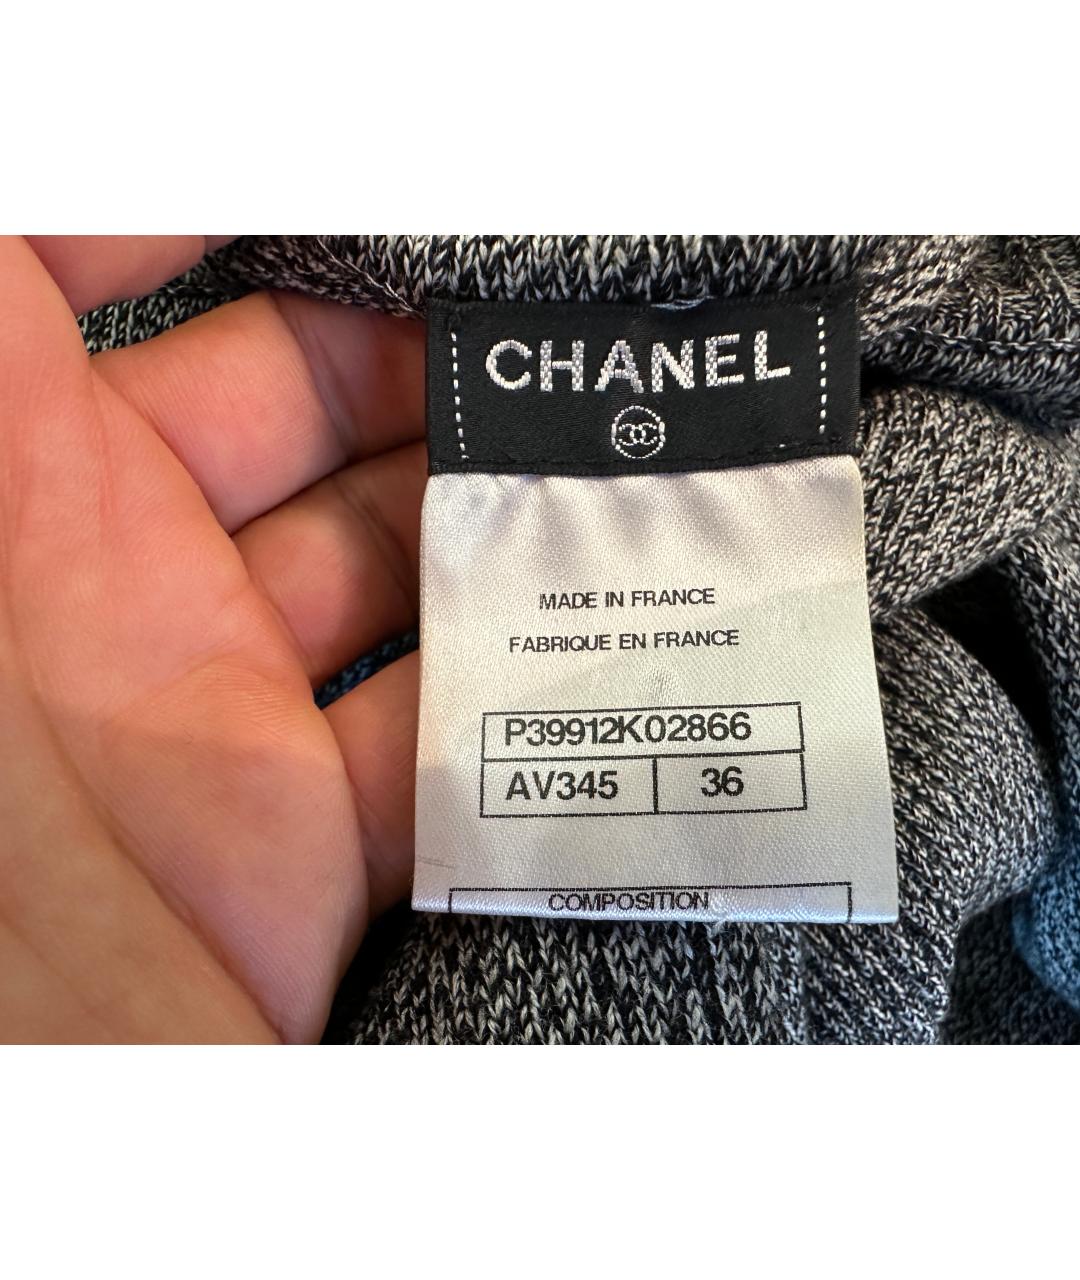 CHANEL
MADE IN FRANCE
FABRIQUE EN FRANCE
P39912K02866
AV345 36
COMPOSITION